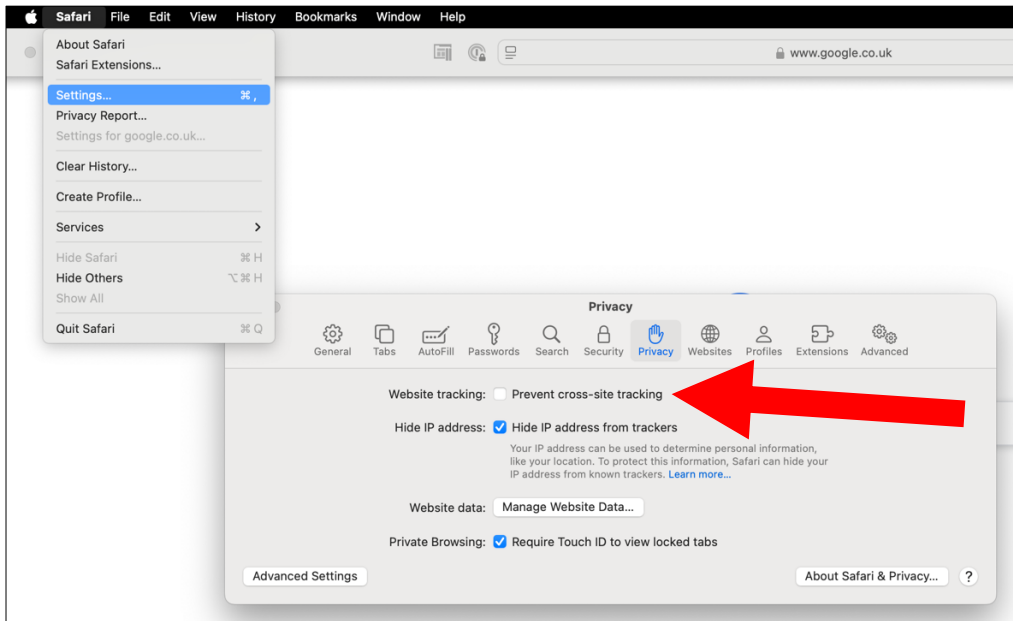 Safari File Edit View History Bookmarks Window Help
About Safari
Safari Extensions...
www.google.co.uk
Settings... ⌘ ,
Privacy Report...
Settings for google.co.uk...
Clear History...
Create Profile...
Services
Hide Safari ⌘ H
Hide Others ⌥ ⌘ H
Show All
Quit Safari ⌘ Q
Privacy
General Tabs AutoFill Passwords Search Security Privacy Websites Profiles Extensions Advanced
Website tracking: Prevent cross-site tracking
Hide IP address: Hide IP address from trackers
Your IP address can be used to determine personal information,
like your location. To protect this information, Safari can hide your
IP address from known trackers. Learn more...
Website data: Manage Website Data...
Private Browsing: Require Touch ID to view locked tabs
Advanced Settings About Safari & Privacy... ?